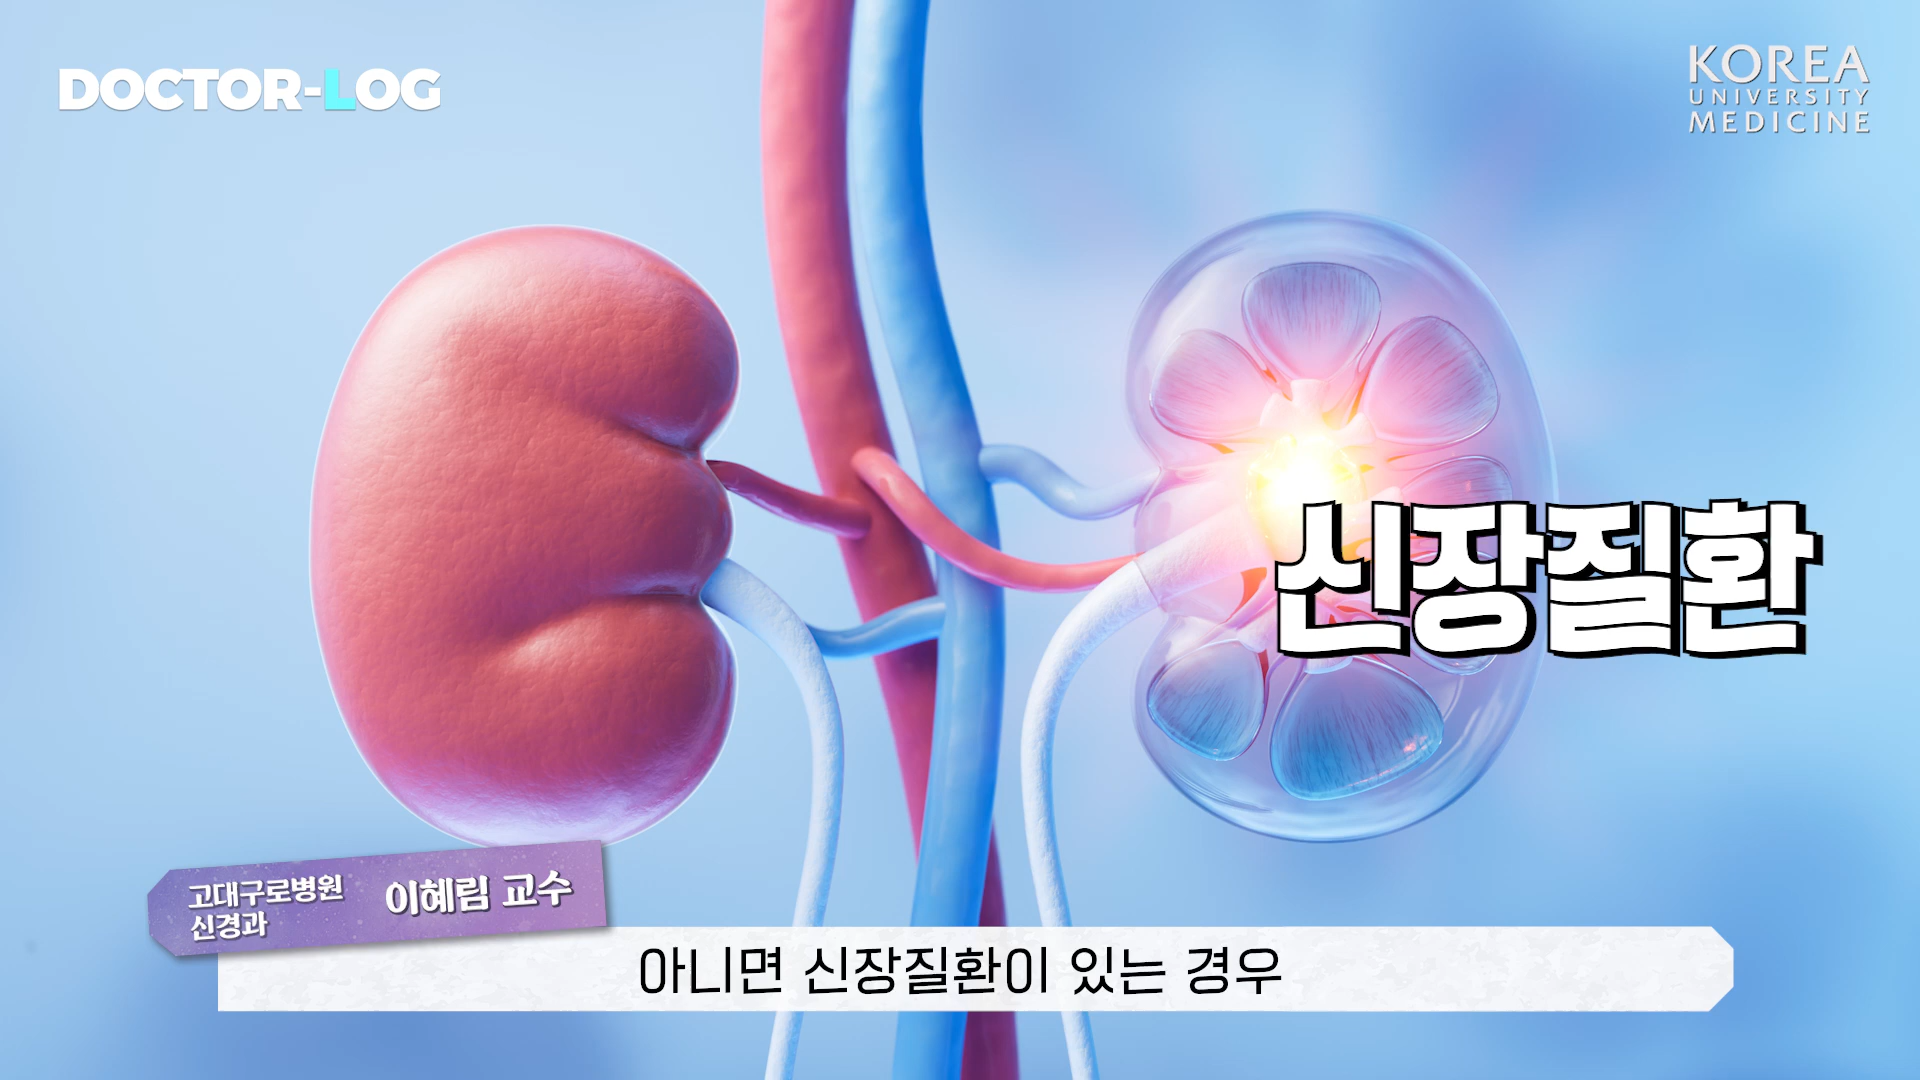 DOCTOR-LOG
KOREA
UNIVERSITY
MEDICINE
신장질환
고대구로병원
신경과
이혜림 교수
아니면 신장질환이 있는 경우